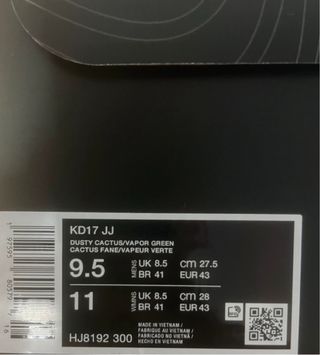 KD17 JJ
DUSTY CACTUS/VAPOR GREEN
CACTUS FANE/VAPEUR VERTE
9.5 MENS UK 8.5 cm 27.5
BR 41 EUR 43
11 WMNS UK 8.5 cm 28
BR 41 EUR 43
HJ8192 300
MADE IN VIETNAM /
FABRIQUE AU VIETNAM /
FABRICADO NO VIETNÃ /
HECHO EN VIETNAM